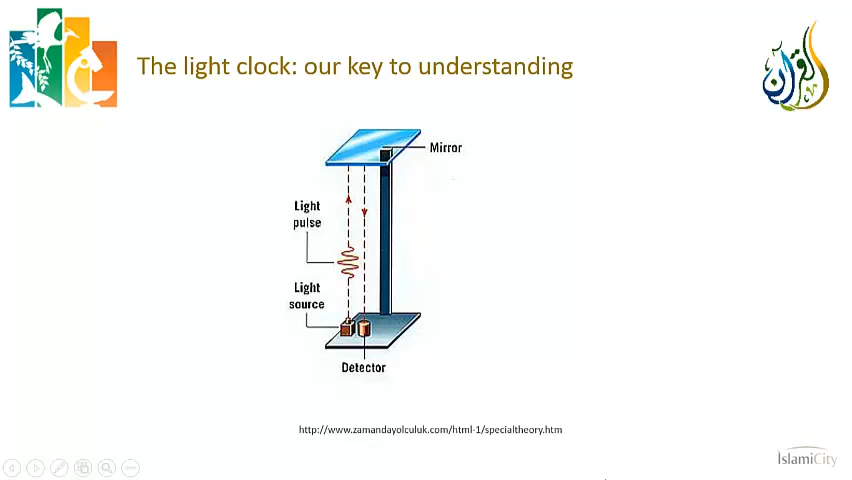 The light clock: our key to understanding
القرآن
Mirror
Light
pulse
Light
source
Detector
http://www.zamandayolculuk.com/html-1/specialtheory.htm
IslamiCity